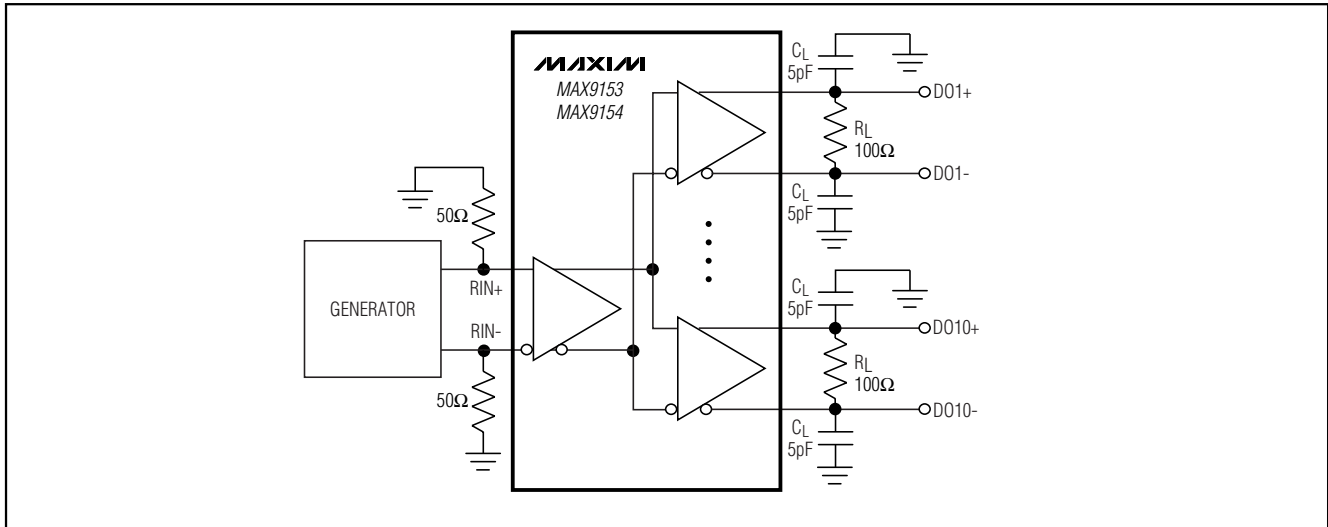 MAXIM
MAX9153
MAX9154
CL
5pF
DO1+
RL
100Ω
DO1-
CL
5pF
50Ω
GENERATOR
RIN+
RIN-
50Ω
CL
5pF
DO10+
RL
100Ω
DO10-
CL
5pF